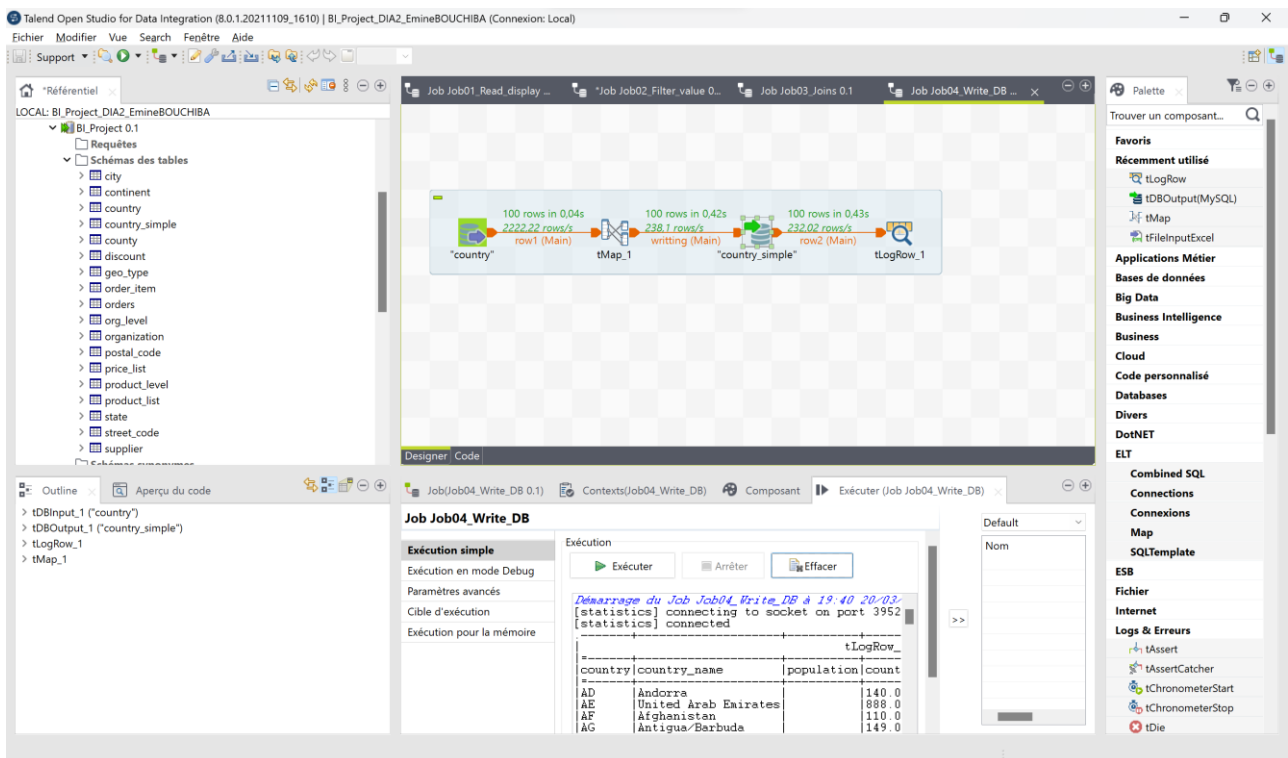 Talend Open Studio for Data Integration (8.0.1.20211109_1610) | BI_Project_DIA2_EmineBOUCHIBA (Connexion: Local)
Eichier Modifier Vue Search Fenêtre Aide
Support
*Référentiel
LOCAL: BI_Project_DIA2_EmineBOUCHIBA
BI_Project 0.1
Requêtes
Schémas des tables
city
continent
country
country_simple
county
discount
geo_type
order_item
orders
org_level
organization
postal_code
price_list
product_level
product_list
state
street_code
supplier
Schémas synonymes
Job Job01_Read_display ...
*Job Job02_Filter_value 0...
Job Job03_Joins 0.1
Job Job04_Write_DB ...
100 rows in 0,04s
2222.22 rows/s
row1 (Main)
100 rows in 0,42s
238.1 rows/s
writting (Main)
100 rows in 0,43s
232.02 rows/s
row2 (Main)
"country"
tMap_1
"country_simple"
tLogRow_1
Designer Code
Palette
Trouver un composant...
Favoris
Récemment utilisé
tLogRow
tDBOutput(MySQL)
tMap
tFileInputExcel
Applications Métier
Bases de données
Big Data
Business Intelligence
Business
Cloud
Code personnalisé
Databases
Divers
DotNET
ELT
Combined SQL
Connections
Connexions
Map
SQLTemplate
ESB
Fichier
Internet
Logs & Erreurs
tAssert
tAssertCatcher
tChronometerStart
tChronometerStop
tDie
Outline
Aperçu du code
tDBInput_1 ("country")
tDBOutput_1 ("country_simple")
tLogRow_1
tMap_1
Job(Job04_Write_DB 0.1)
Contexts(Job04_Write_DB)
Composant
Exécuter (Job Job04_Write_DB)
Job Job04_Write_DB
Exécution simple
Exécution en mode Debug
Paramètres avancés
Cible d'exécution
Exécution pour la mémoire
Exécution
Exécuter
Arrêter
Effacer
Démarrage du Job Job04_Write_DB à 19:40 20/03/
[statistics] connecting to socket on port 3952
[statistics] connected
tLogRow_
|country|country_name |population|count
|AD |Andorra | |140.0
|AE |United Arab Emirates| |888.0
|AF |Afghanistan | |110.0
|AG |Antigua/Barbuda | |149.0
>>
Default
Nom